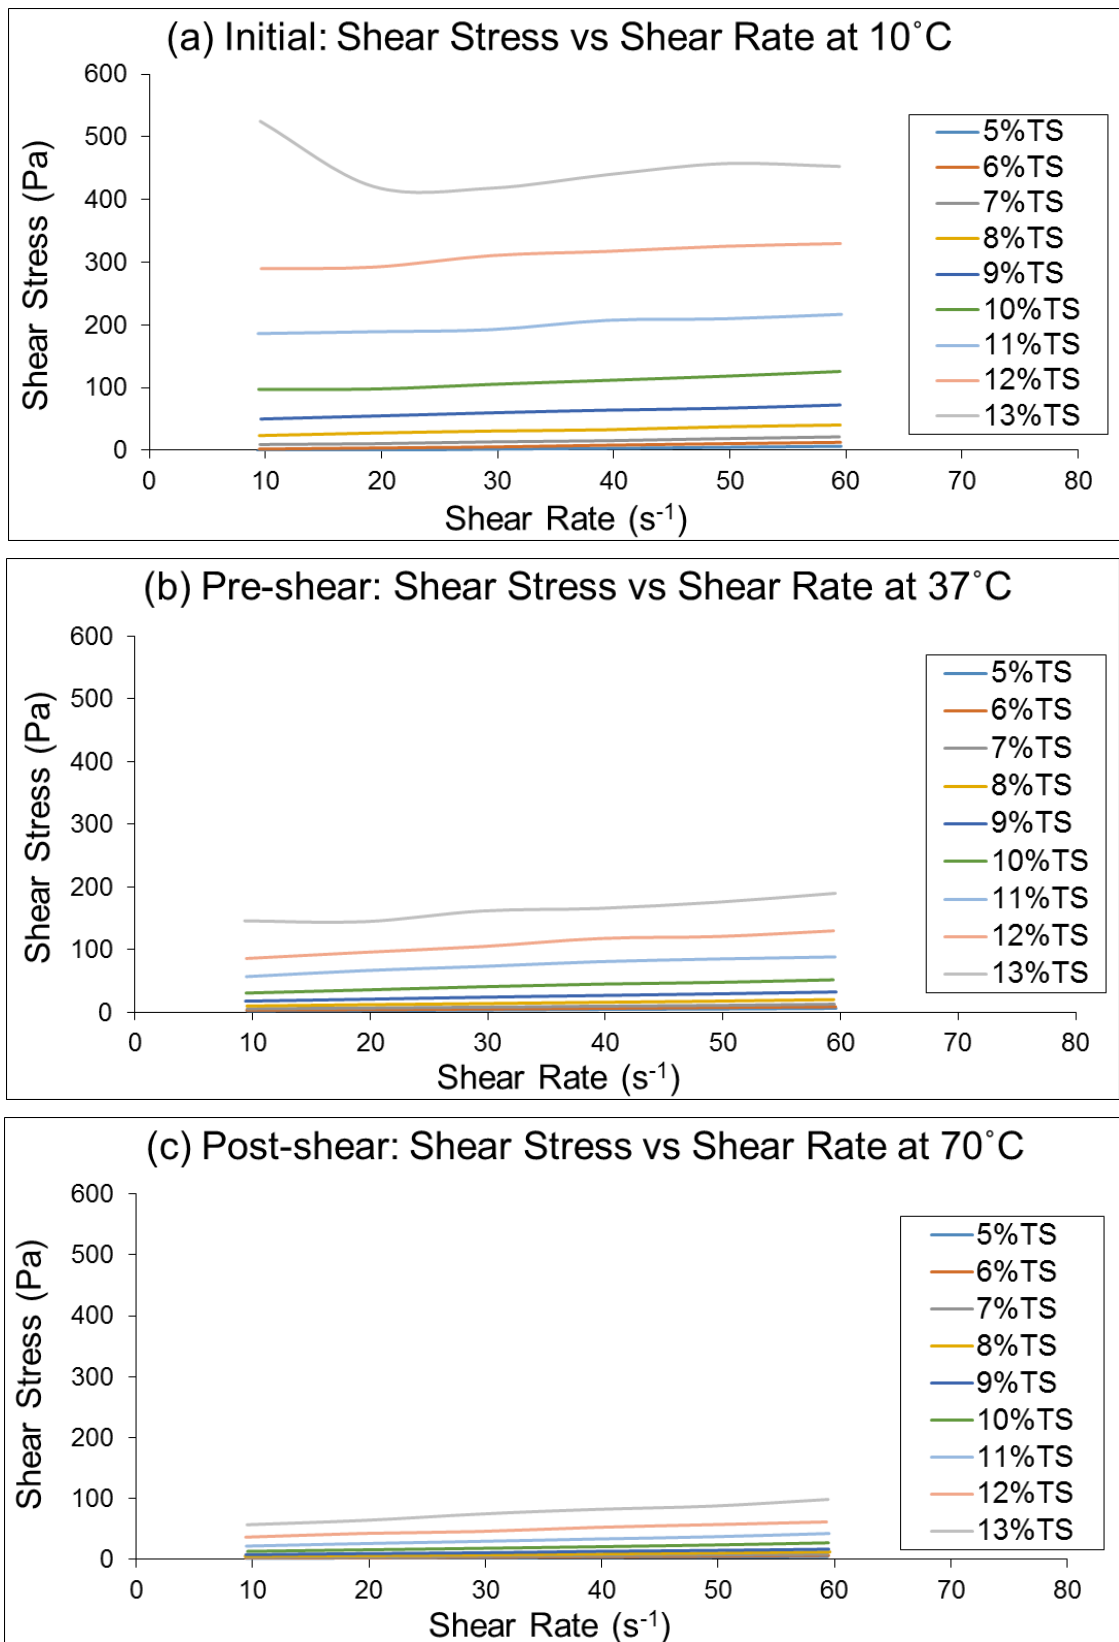 (a) Initial: Shear Stress vs Shear Rate at 10˚C
600
500
400
300
200
100
0
0 10 20 30 40 50 60 70 80
Shear Stress (Pa)
Shear Rate (s-1)
5%TS
6%TS
7%TS
8%TS
9%TS
10%TS
11%TS
12%TS
13%TS
(b) Pre-shear: Shear Stress vs Shear Rate at 37˚C
600
500
400
300
200
100
0
0 10 20 30 40 50 60 70 80
Shear Stress (Pa)
Shear Rate (s-1)
5%TS
6%TS
7%TS
8%TS
9%TS
10%TS
11%TS
12%TS
13%TS
(c) Post-shear: Shear Stress vs Shear Rate at 70˚C
600
500
400
300
200
100
0
0 10 20 30 40 50 60 70 80
Shear Stress (Pa)
Shear Rate (s-1)
5%TS
6%TS
7%TS
8%TS
9%TS
10%TS
11%TS
12%TS
13%TS